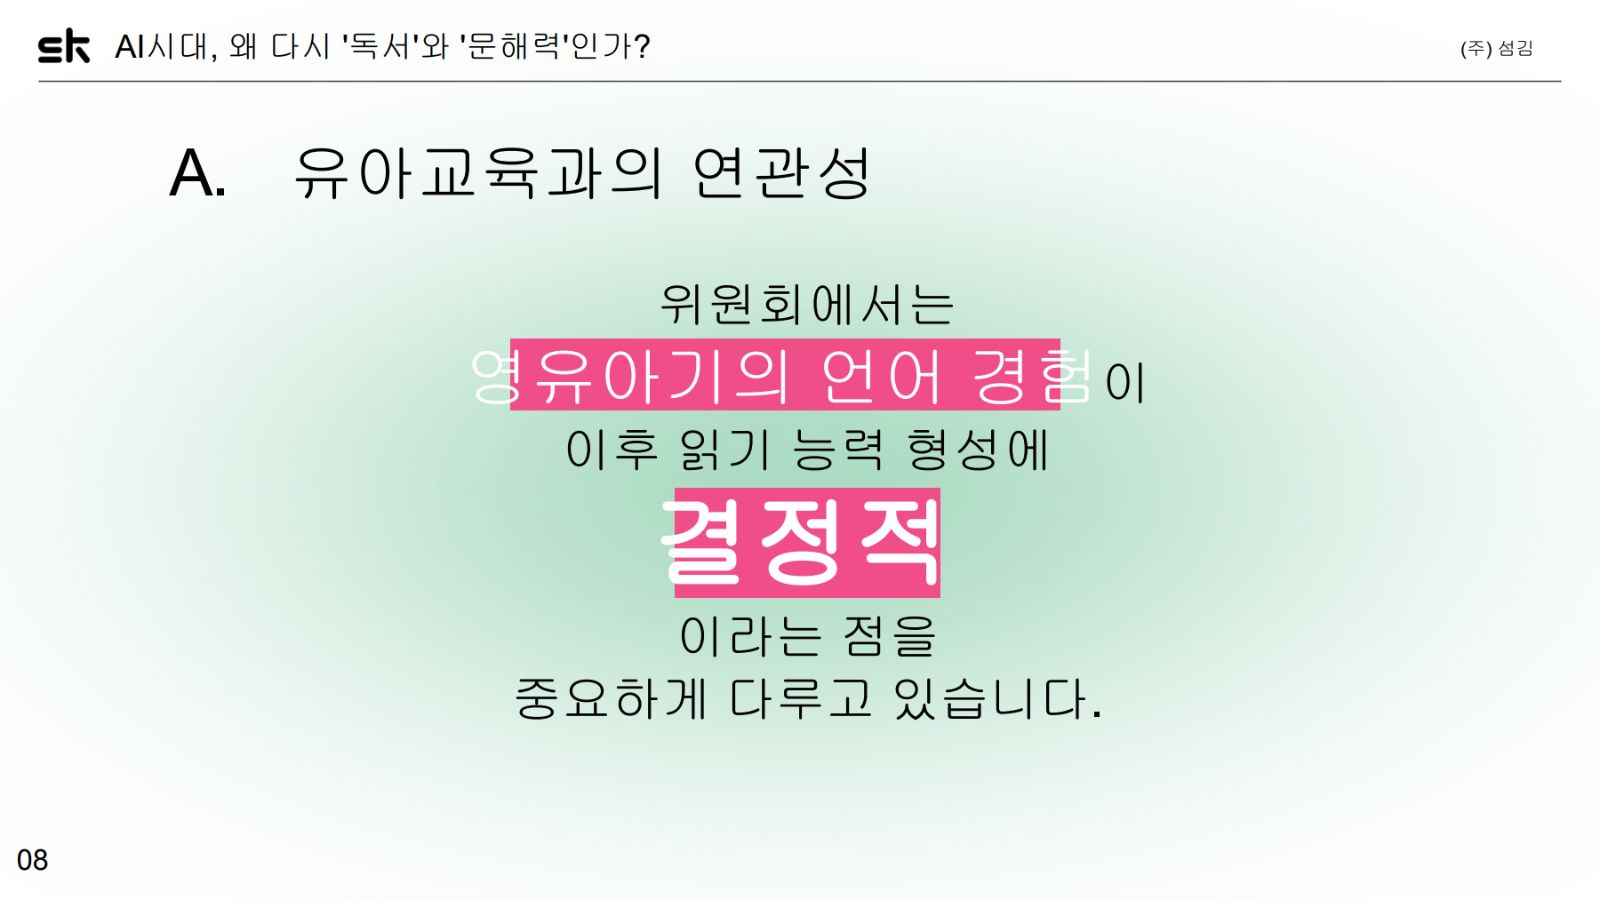 sk AI시대, 왜 다시 '독서'와 '문해력'인가?
(주) 섬김
A. 유아교육과의 연관성
위원회에서는
영유아기의 언어 경험이
이후 읽기 능력 형성에
결정적
이라는 점을
중요하게 다루고 있습니다.
08